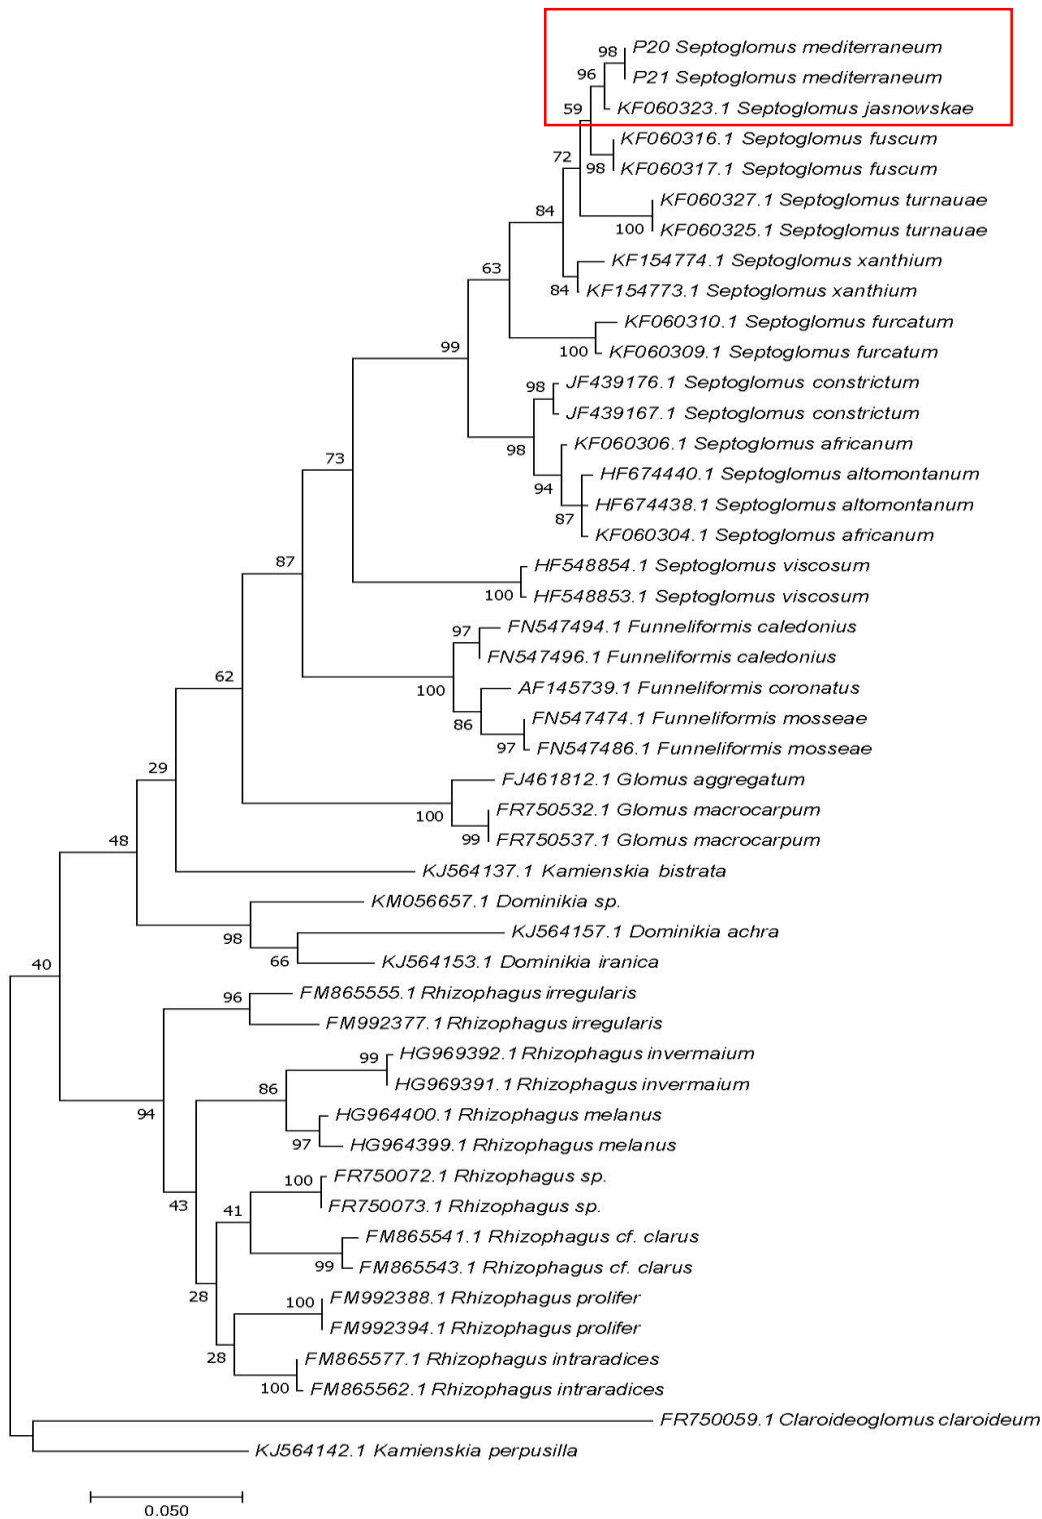 P20 Septoglomus mediterraneum
98
96
P21 Septoglomus mediterraneum
59
KF060323.1 Septoglomus jasnowskae
KF060316.1 Septoglomus fuscum
72
98
KF060317.1 Septoglomus fuscum
KF060327.1 Septoglomus turnauae
84
100
KF060325.1 Septoglomus turnauae
63
KF154774.1 Septoglomus xanthium
84
KF154773.1 Septoglomus xanthium
KF060310.1 Septoglomus furcatum
99
100
KF060309.1 Septoglomus furcatum
98
JF439176.1 Septoglomus constrictum
JF439167.1 Septoglomus constrictum
98
KF060306.1 Septoglomus africanum
73
94
HF674440.1 Septoglomus altomontanum
HF674438.1 Septoglomus altomontanum
87
KF060304.1 Septoglomus africanum
87
HF548854.1 Septoglomus viscosum
100
HF548853.1 Septoglomus viscosum
97
FN547494.1 Funneliformis caledonius
FN547496.1 Funneliformis caledonius
62
100
AF145739.1 Funneliformis coronatus
86
FN547474.1 Funneliformis mosseae
97
FN547486.1 Funneliformis mosseae
29
FJ461812.1 Glomus aggregatum
100
FR750532.1 Glomus macrocarpum
48
99
FR750537.1 Glomus macrocarpum
KJ564137.1 Kamienskia bistrata
KM056657.1 Dominikia sp.
98
KJ564157.1 Dominikia achra
40
66
KJ564153.1 Dominikia iranica
96
FM865555.1 Rhizophagus irregularis
FM992377.1 Rhizophagus irregularis
99
HG969392.1 Rhizophagus invermaium
86
HG969391.1 Rhizophagus invermaium
94
HG964400.1 Rhizophagus melanus
97
HG964399.1 Rhizophagus melanus
100
FR750072.1 Rhizophagus sp.
43
41
FR750073.1 Rhizophagus sp.
FM865541.1 Rhizophagus cf. clarus
99
FM865543.1 Rhizophagus cf. clarus
28
100
FM992388.1 Rhizophagus prolifer
FM992394.1 Rhizophagus prolifer
28
FM865577.1 Rhizophagus intraradices
100
FM865562.1 Rhizophagus intraradices
FR750059.1 Claroideoglomus claroideum
KJ564142.1 Kamienskia perpusilla
0.050